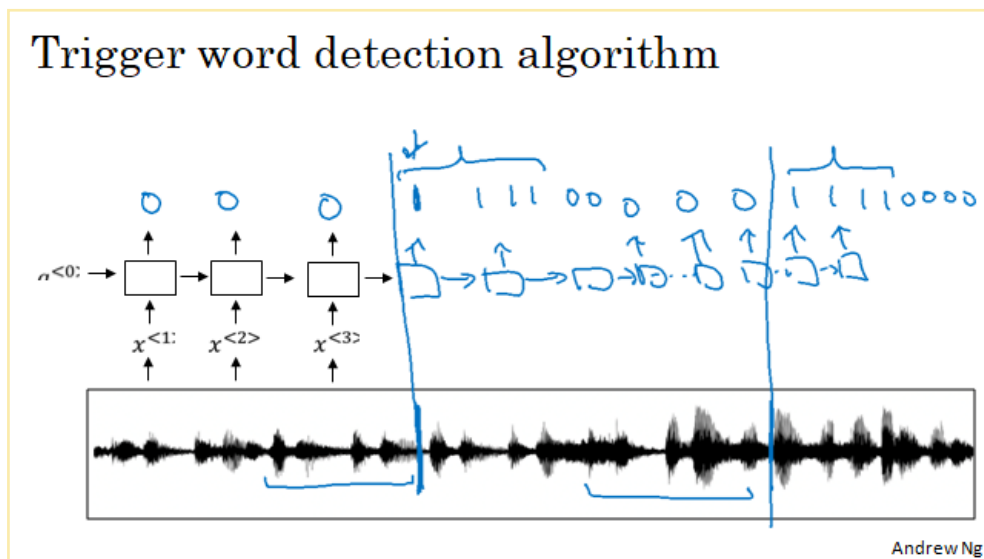 Trigger word detection algorithm
0 0 0 1 1 1 1 0 0 0 0 0 1 1 1 1 0 0 0 0
a<0>
x<1> x<2> x<3>
Andrew Ng